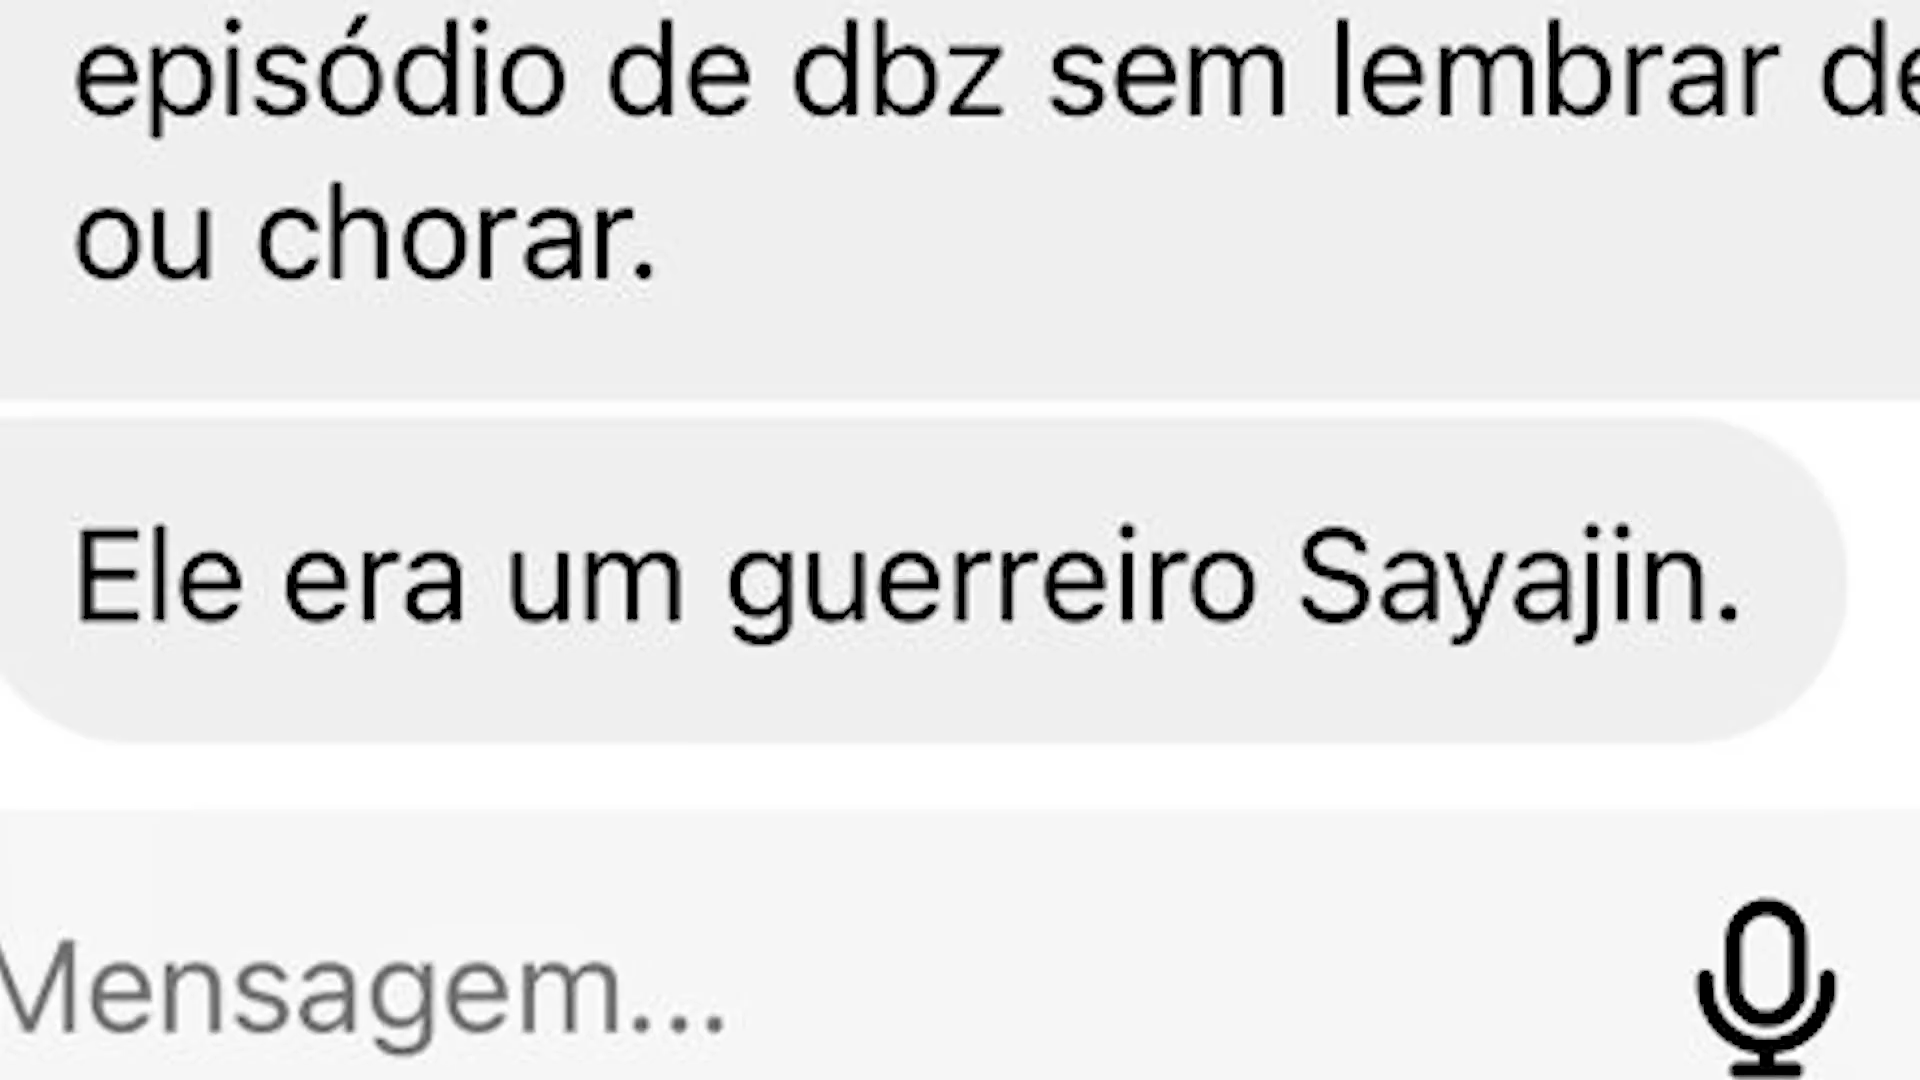 episódio de dbz sem lembrar de
ou chorar.
Ele era um guerreiro Sayajin.
Mensagem...